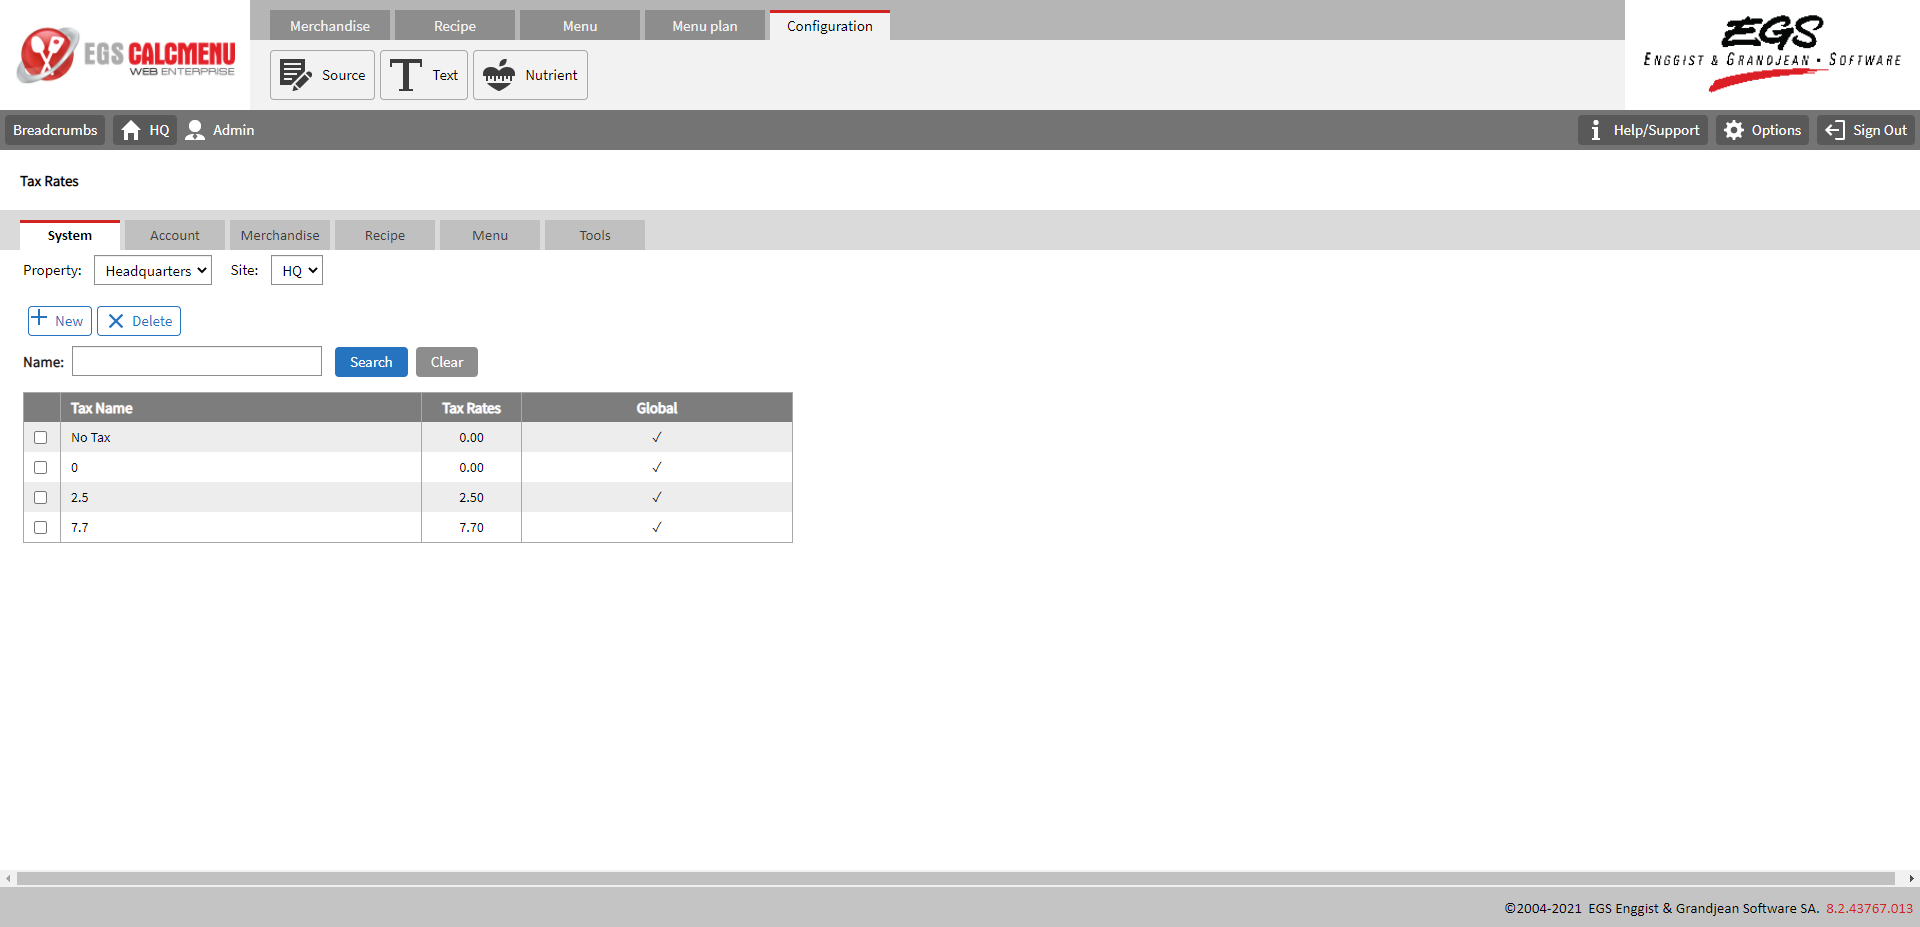 EGS CALCMENU
WEB ENTERPRISE
Merchandise Recipe Menu Menu plan Configuration
Source Text Nutrient
EGS
ENGGIST & GRANDJEAN • SOFTWARE
Breadcrumbs HQ Admin Help/Support Options Sign Out
Tax Rates
System Account Merchandise Recipe Menu Tools
Property: Headquarters Site: HQ
New Delete
Name: Search Clear
Tax Name Tax Rates Global
No Tax 0.00 ✓
0 0.00 ✓
2.5 2.50 ✓
7.7 7.70 ✓
©2004-2021 EGS Enggist & Grandjean Software SA. 8.2.43767.013